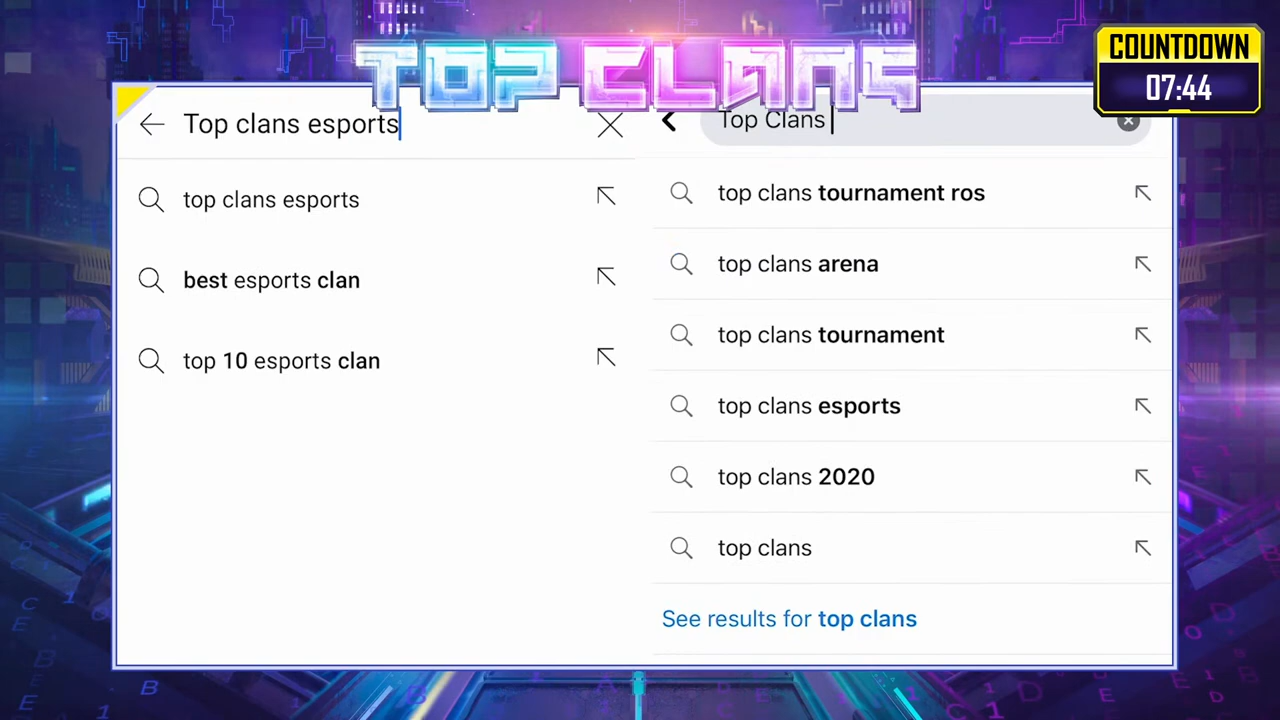 TOP CLANS
COUNTDOWN
07:44
Top clans esports
top clans esports
best esports clan
top 10 esports clan
Top Clans
top clans tournament ros
top clans arena
top clans tournament
top clans esports
top clans 2020
top clans
See results for top clans